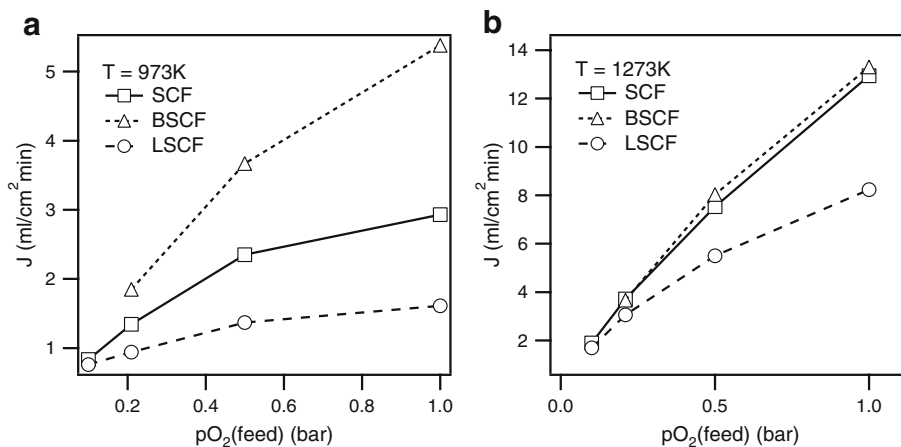 a
T = 973K
SCF
BSCF
LSCF
J (ml/cm²min)
5
4
3
2
1
0.2
0.4
0.6
0.8
1.0
pO₂(feed) (bar)
b
T = 1273K
SCF
BSCF
LSCF
J (ml/cm²min)
14
12
10
8
6
4
2
0.0
0.5
1.0
pO₂(feed) (bar)